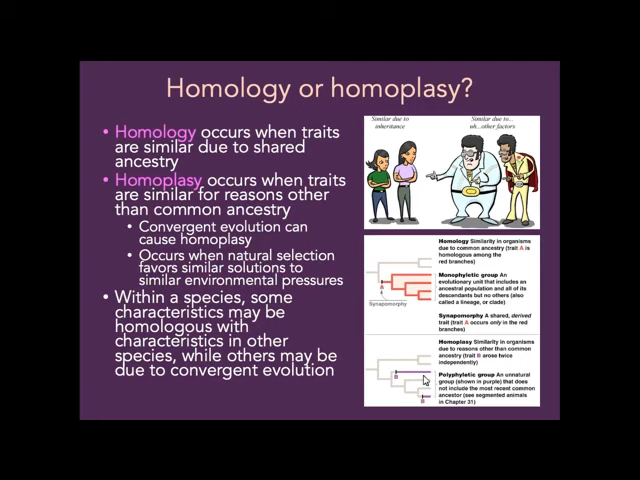 Homology or homoplasy?
• Homology occurs when traits
are similar due to shared
ancestry
• Homoplasy occurs when traits
are similar for reasons other
than common ancestry
• Convergent evolution can
cause homoplasy
• Occurs when natural selection
favors similar solutions to
similar environmental pressures
• Within a species, some
characteristics may be
homologous with
characteristics in other
species, while others may be
due to convergent evolution
Similar due to
inheritance
Similar due to...
uh...other factors
Homology Similarity in organisms
due to common ancestry (trait A is
homologous among the
red branches)
Monophyletic group An
evolutionary unit that includes an
ancestral population and all of its
descendants but no others (also
called a lineage, or clade)
A
A
Synapomorphy
Synapomorphy A shared, derived
trait (trait A occurs only in the red
branches)
Homoplasy Similarity in organisms
due to reasons other than common
ancestry (trait B arose twice
independently)
Polyphyletic group An unnatural
group (shown in purple) that does
not include the most recent common
ancestor (see segmented animals
in Chapter 31)
B
B